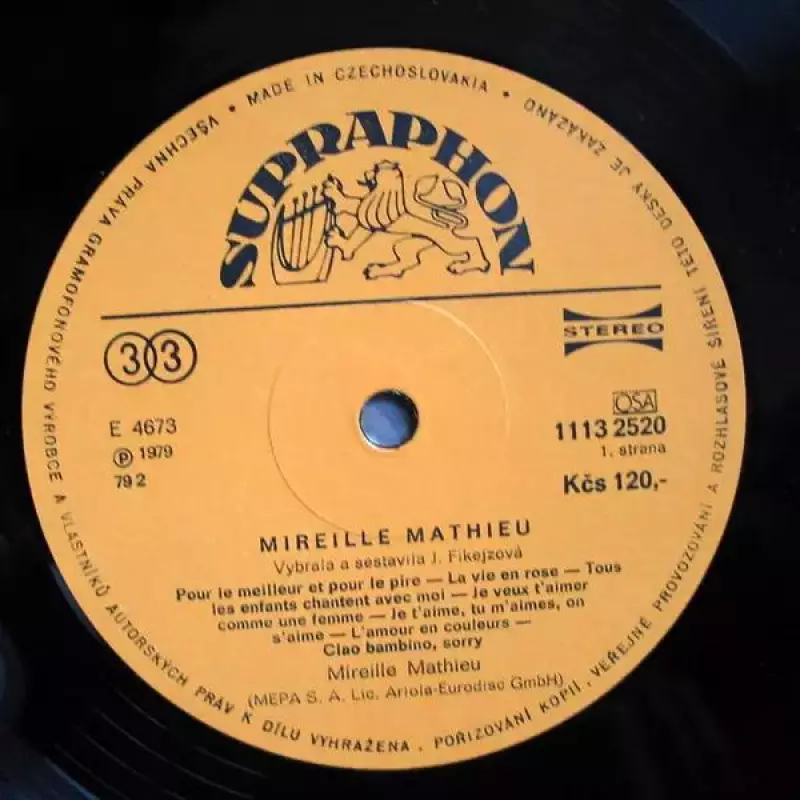 VŠECHNA PRÁVA GRAMOFONOVÉHO VÝROBCE A VLASTNÍKŮ AUTORSKÝCH PRÁV K DÍLU VYHRAŽENA . POŘIZOVÁNÍ KOPIÍ, VEŘEJNÉ PROVOZOVÁNÍ A ROZHLASOVÉ ŠÍŘENÍ TÉTO DESKY JE ZAKÁZÁNO • MADE IN CZECHOSLOVAKIA •
SUPRAPHON
33
STEREO
E 4673
Ⓟ 1979
79 2
OSA
1113 2520
1. strana
Kčs 120,-
MIREILLE MATHIEU
Vybrala a sestavila J. Fikejzová
Pour le meilleur et pour le pire — La vie en rose — Tous
les enfants chantent avec moi — Je veux t'aimer
comme une femme — Je t'aime, tu m'aimes, on
s'aime — L'amour en couleurs —
Ciao bambino, sorry
Mireille Mathieu
(MEPA S. A. Lic. Ariola-Eurodisc GmbH)